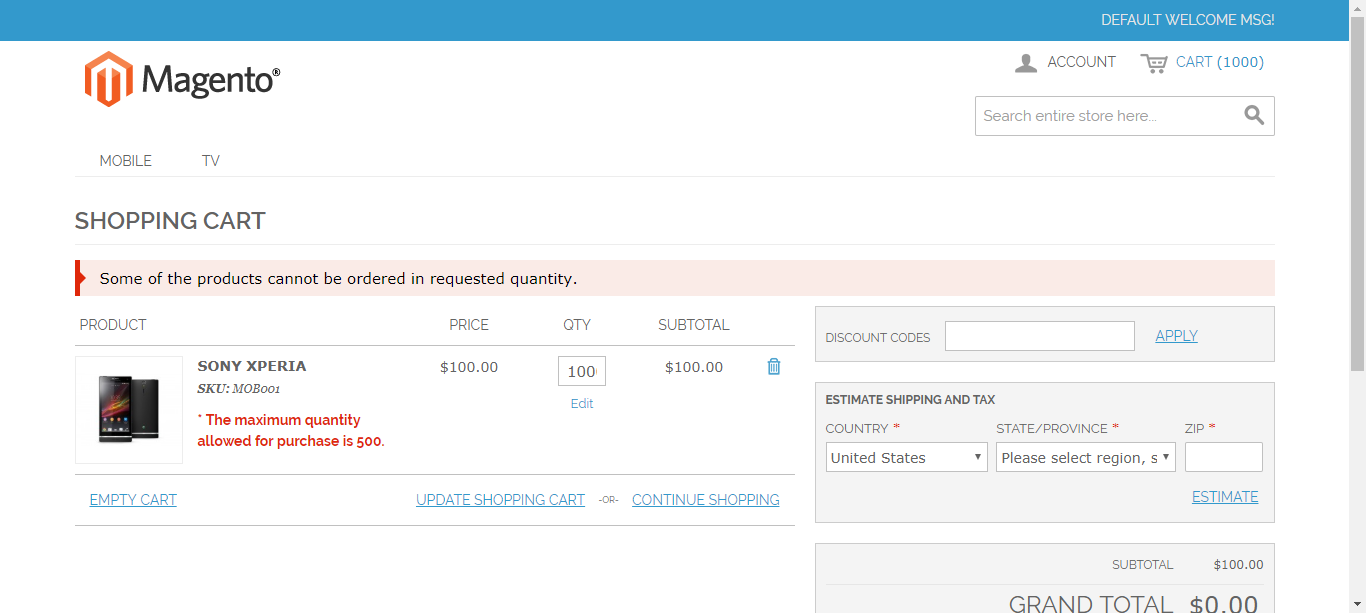 DEFAULT WELCOME MSG!
Magento®
ACCOUNT
CART (1000)
Search entire store here...
MOBILE
TV
SHOPPING CART
Some of the products cannot be ordered in requested quantity.
PRODUCT PRICE QTY SUBTOTAL
SONY XPERIA $100.00 100 $100.00
SKU: MOB001
Edit
* The maximum quantity
allowed for purchase is 500.
EMPTY CART UPDATE SHOPPING CART -OR- CONTINUE SHOPPING
DISCOUNT CODES APPLY
ESTIMATE SHIPPING AND TAX
COUNTRY * STATE/PROVINCE * ZIP *
United States Please select region, s
ESTIMATE
SUBTOTAL $100.00
GRAND TOTAL $0.00